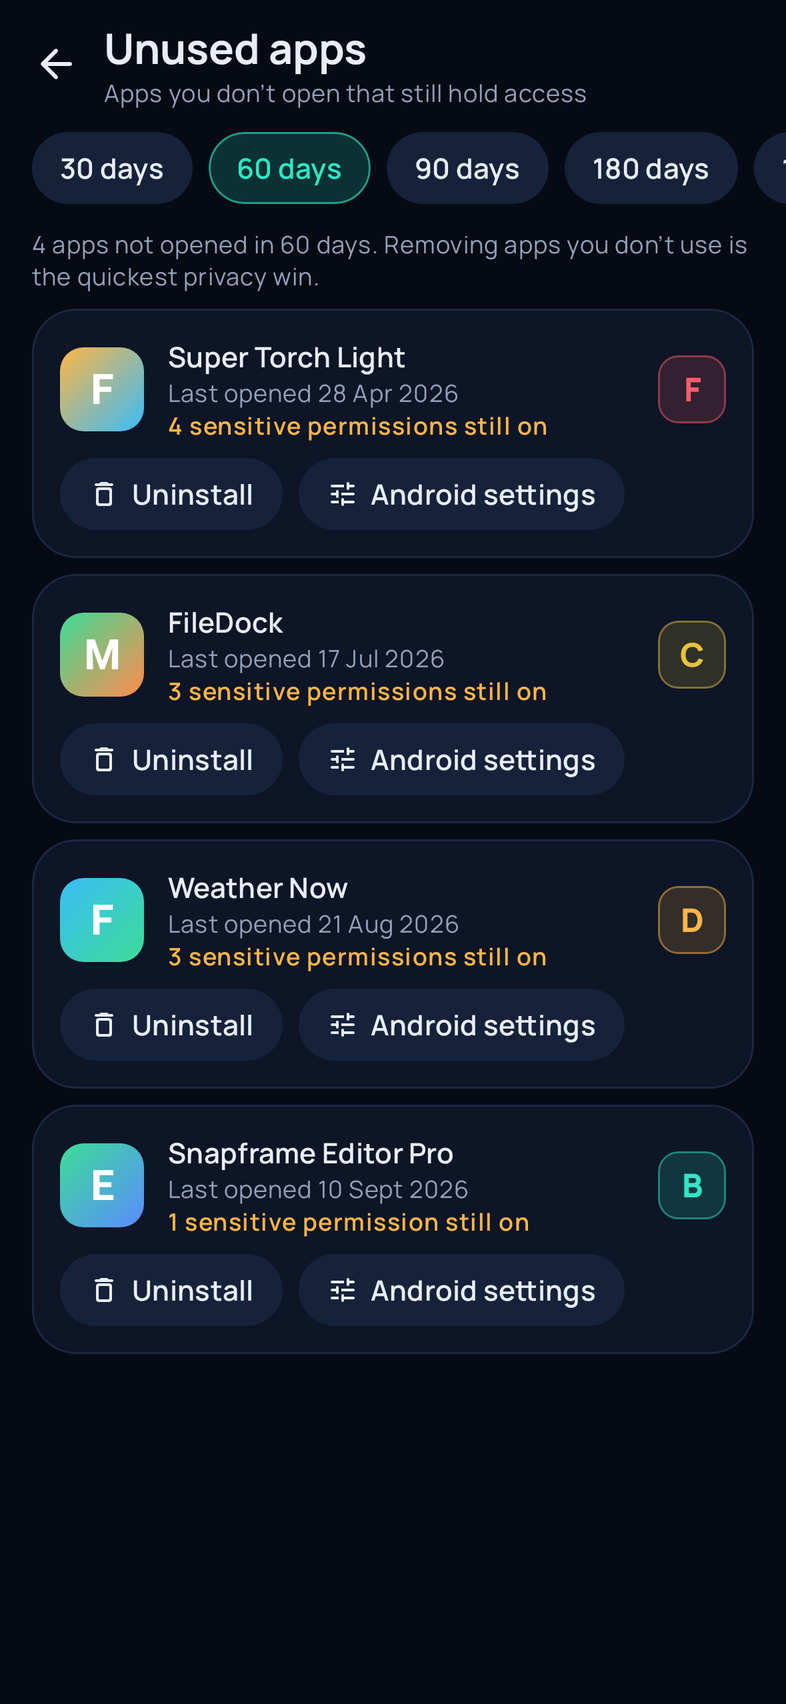 Unused apps
Apps you don't open that still hold access
30 days
60 days
90 days
180 days
4 apps not opened in 60 days. Removing apps you don't use is
the quickest privacy win.
F
Super Torch Light
Last opened 28 Apr 2026
4 sensitive permissions still on
F
Uninstall
Android settings
M
FileDock
Last opened 17 Jul 2026
3 sensitive permissions still on
C
Uninstall
Android settings
F
Weather Now
Last opened 21 Aug 2026
3 sensitive permissions still on
D
Uninstall
Android settings
E
Snapframe Editor Pro
Last opened 10 Sept 2026
1 sensitive permission still on
B
Uninstall
Android settings